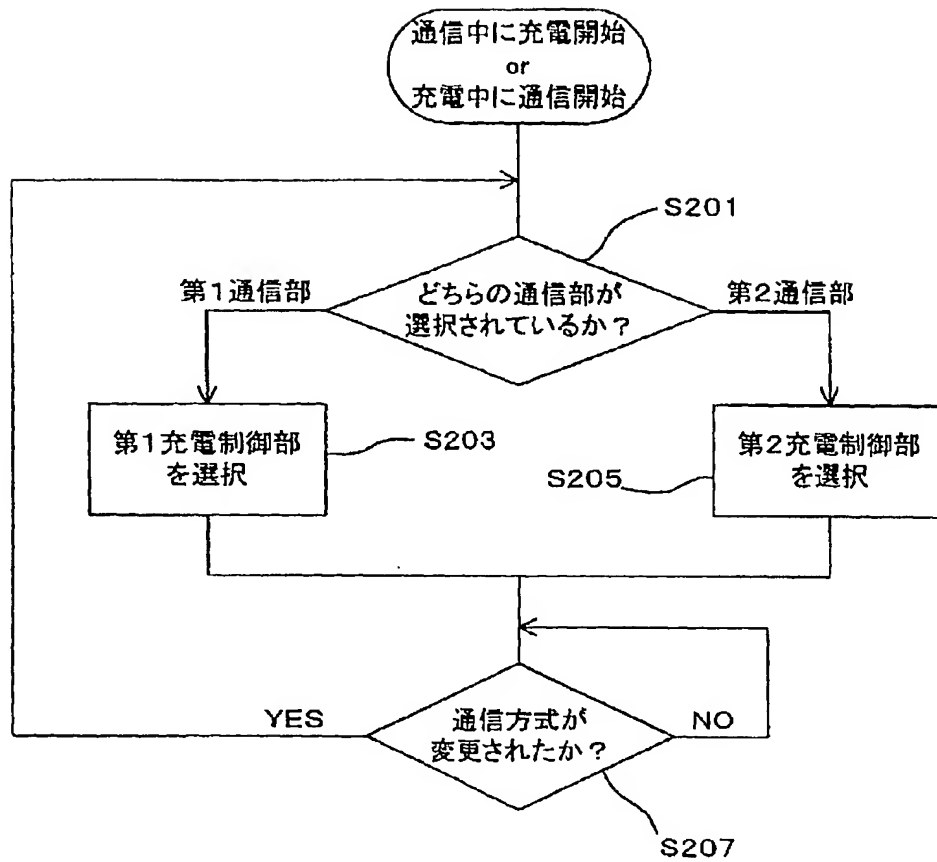 通信中に充電開始
or
充電中に通信開始
S201
第1通信部
どちらの通信部が
選択されているか？
第2通信部
第1充電制御部
を選択
S203
S205
第2充電制御部
を選択
YES
通信方式が
変更されたか？
NO
S207